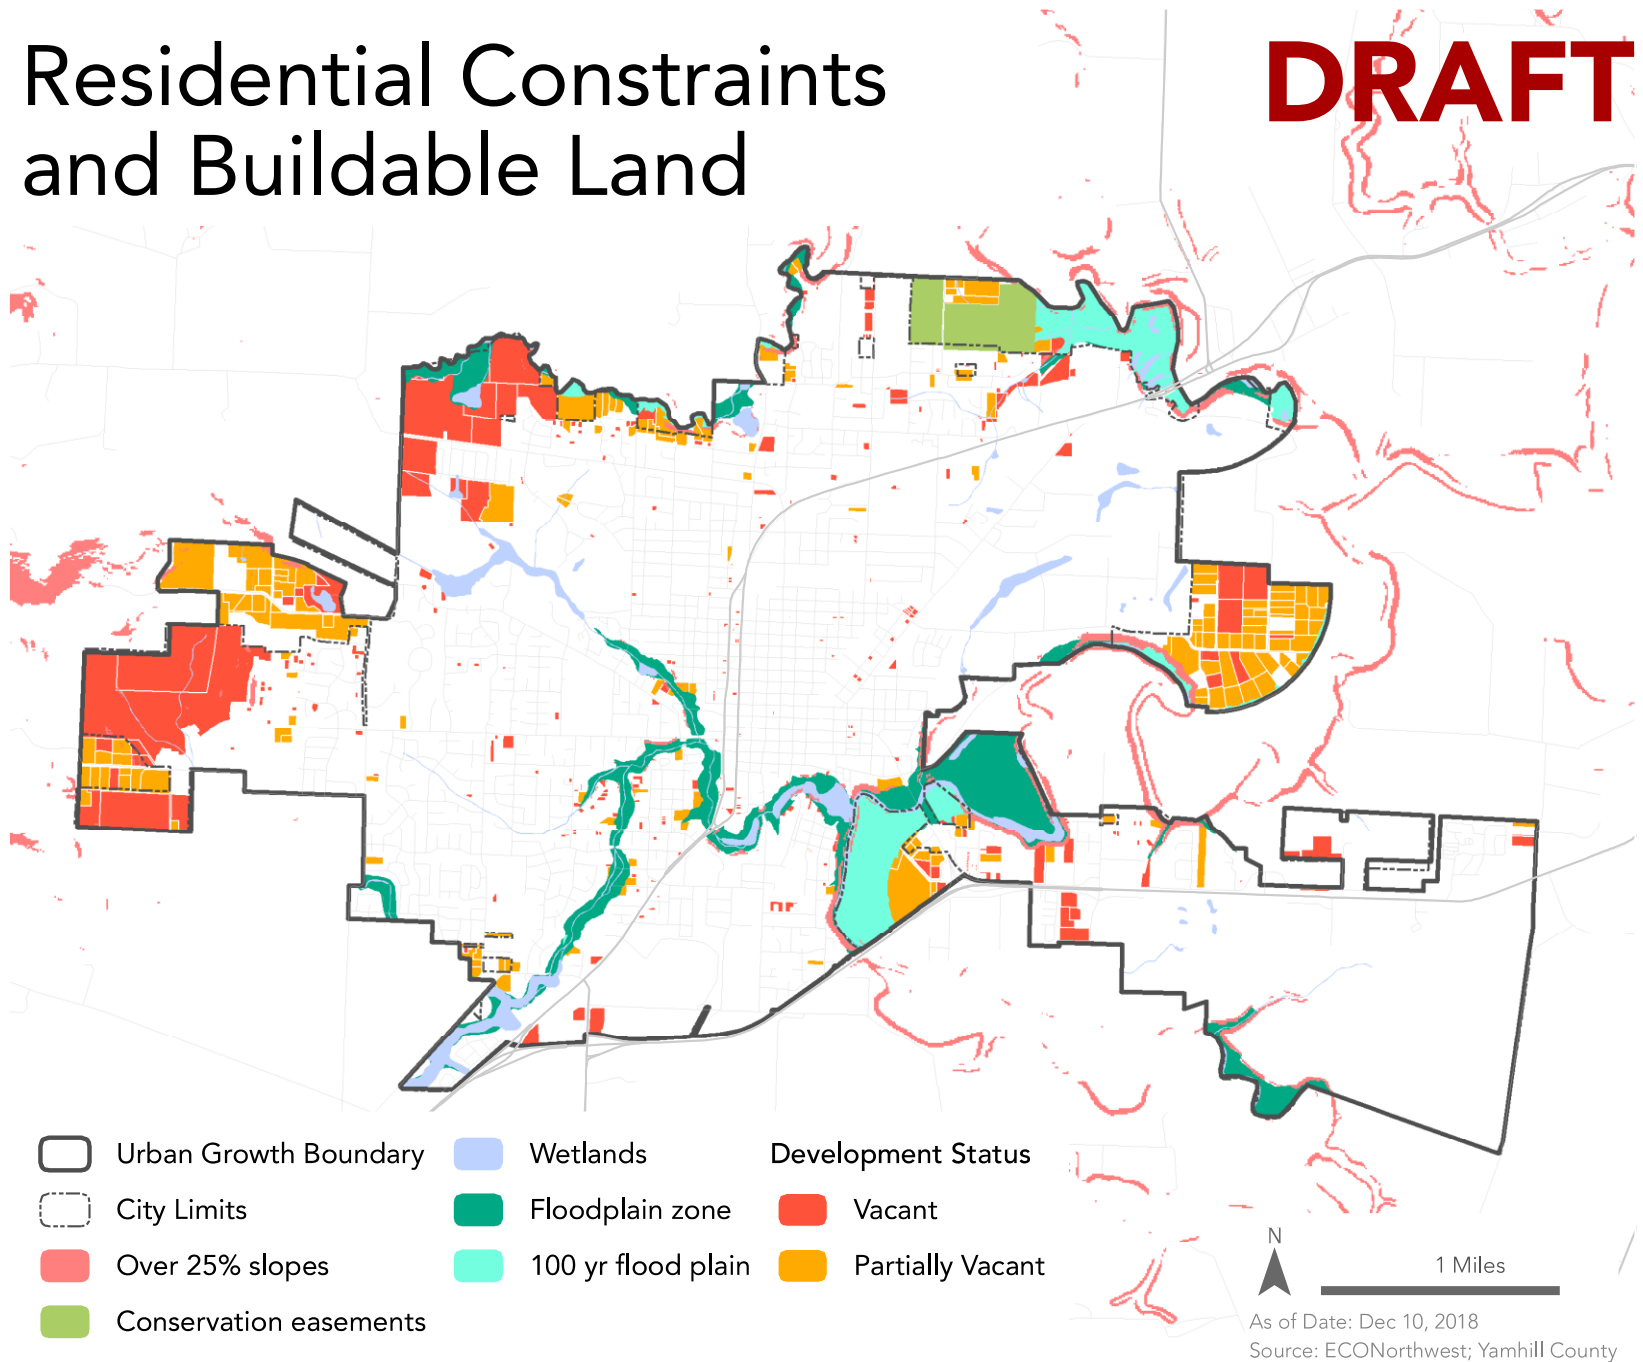 Residential Constraints
and Buildable Land
DRAFT
Urban Growth Boundary
City Limits
Over 25% slopes
Conservation easements
Wetlands
Floodplain zone
100 yr flood plain
Development Status
Vacant
Partially Vacant
N
1 Miles
As of Date: Dec 10, 2018
Source: ECONorthwest; Yamhill County